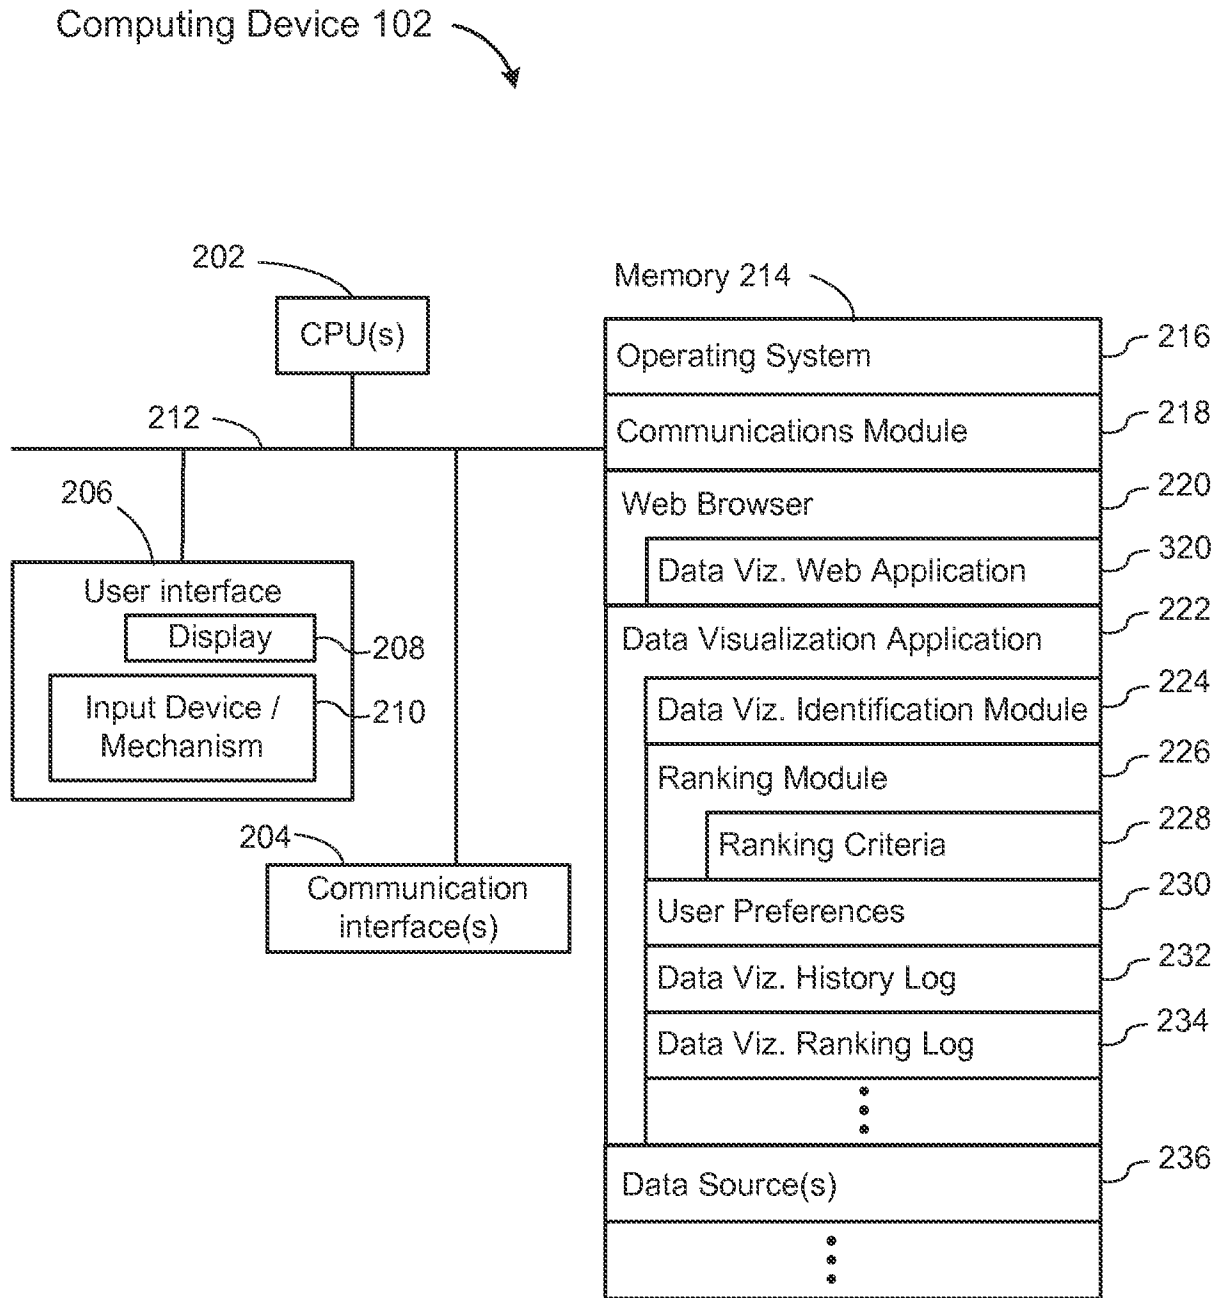 Computing Device 102
202
CPU(s)
212
206
User interface
Display
208
Input Device /
Mechanism
210
204
Communication
interface(s)
Memory 214
Operating System
216
Communications Module
218
Web Browser
220
Data Viz. Web Application
320
Data Visualization Application
222
Data Viz. Identification Module
224
Ranking Module
226
Ranking Criteria
228
User Preferences
230
Data Viz. History Log
232
Data Viz. Ranking Log
234
Data Source(s)
236